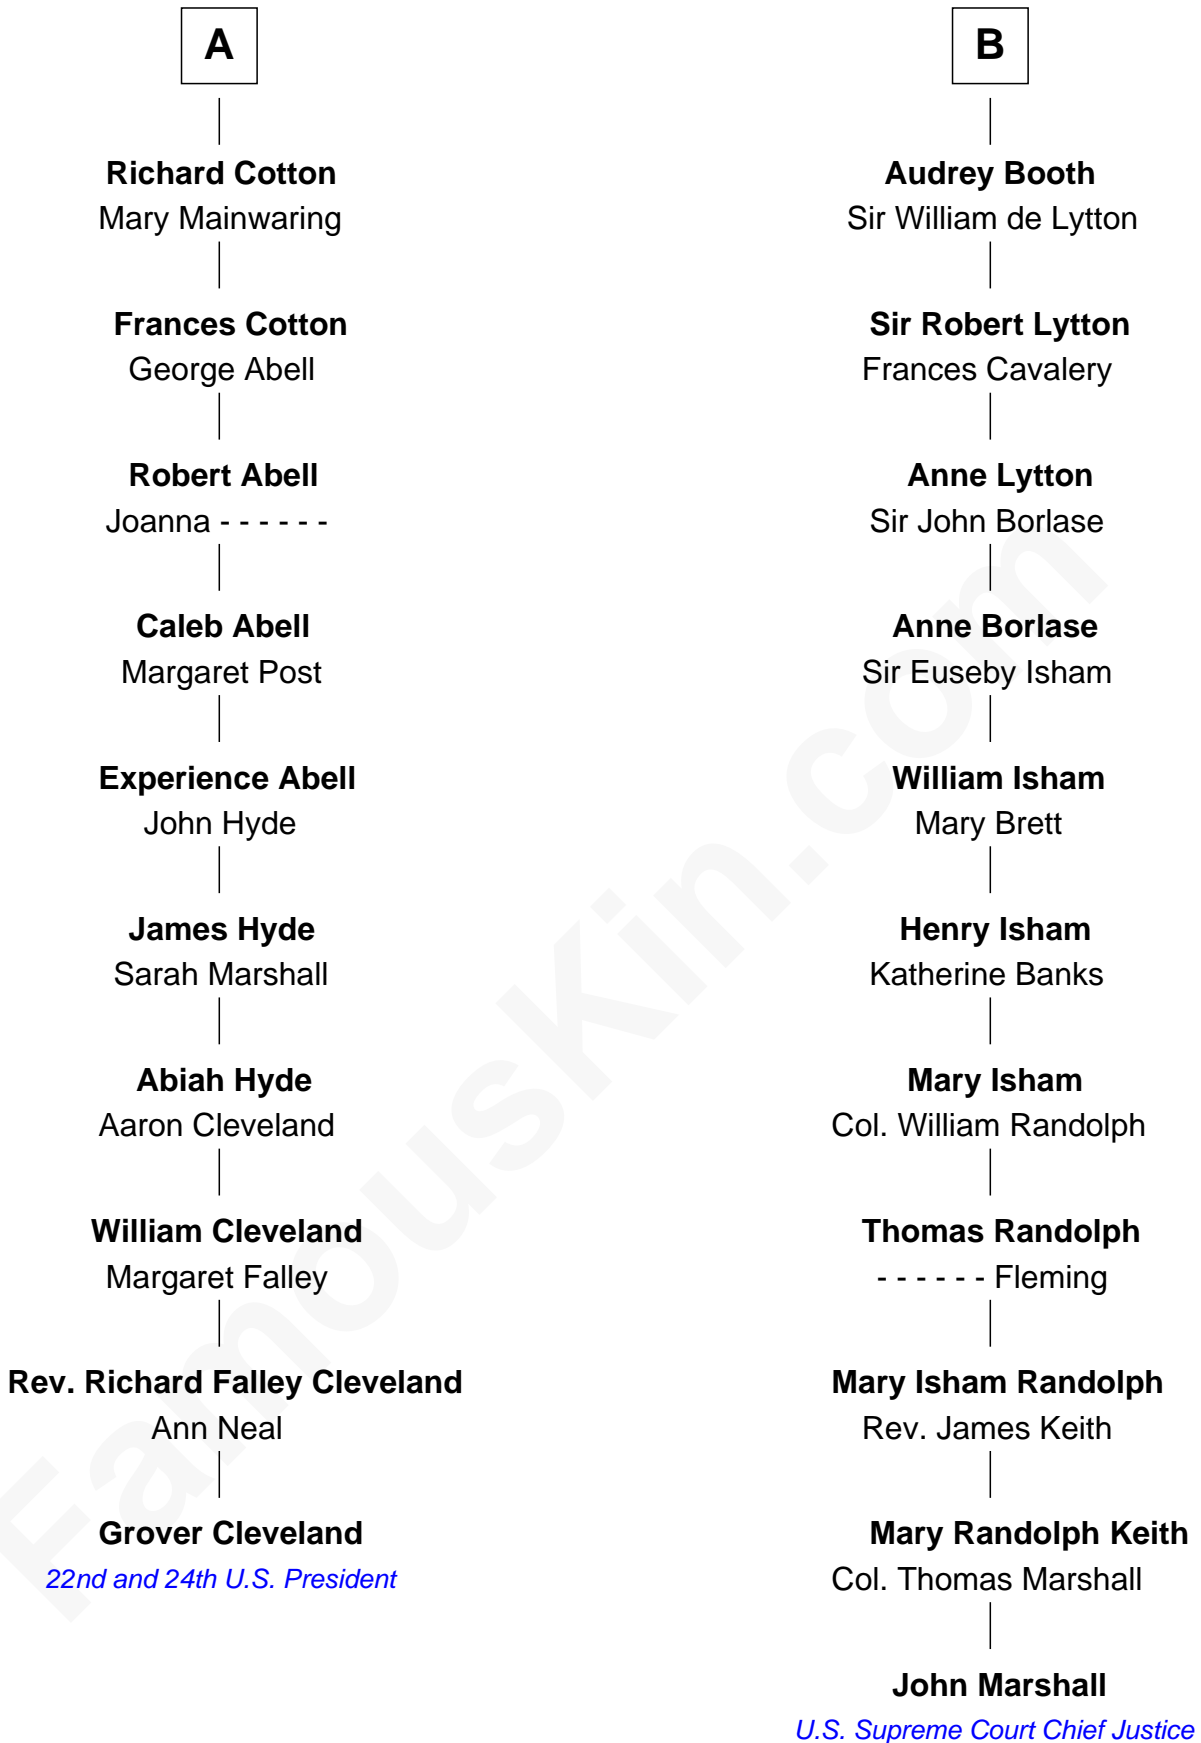 A
Richard Cotton
Mary Mainwaring
Frances Cotton
George Abell
Robert Abell
Joanna - - - - - -
Caleb Abell
Margaret Post
Experience Abell
John Hyde
James Hyde
Sarah Marshall
Abiah Hyde
Aaron Cleveland
William Cleveland
Margaret Falley
Rev. Richard Falley Cleveland
Ann Neal
Grover Cleveland
22nd and 24th U.S. President
B
Audrey Booth
Sir William de Lytton
Sir Robert Lytton
Frances Cavalery
Anne Lytton
Sir John Borlase
Anne Borlase
Sir Euseby Isham
William Isham
Mary Brett
Henry Isham
Katherine Banks
Mary Isham
Col. William Randolph
Thomas Randolph
- - - - - - Fleming
Mary Isham Randolph
Rev. James Keith
Mary Randolph Keith
Col. Thomas Marshall
John Marshall
U.S. Supreme Court Chief Justice
FamousKin.com